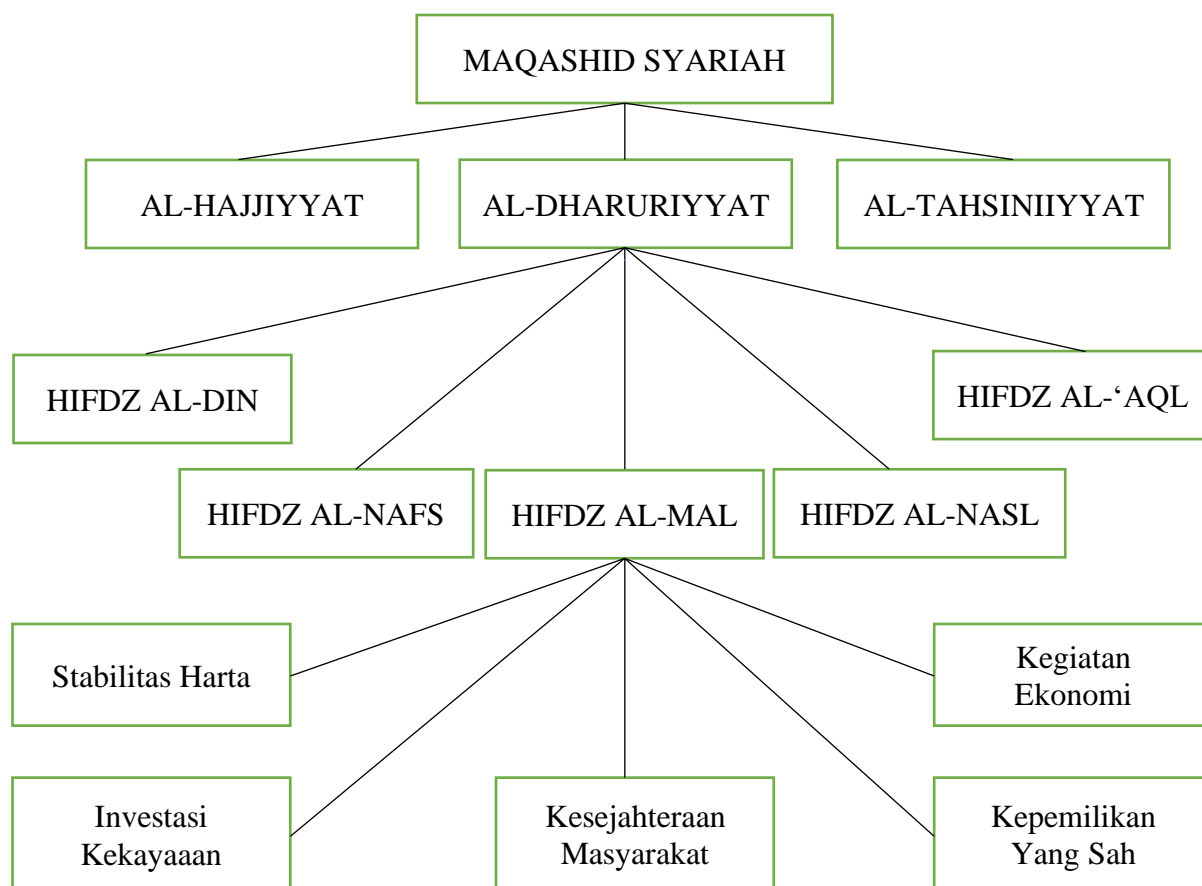 MAQASHID SYARIAH
AL-HAJJIYYAT
AL-DHARURIYYAT
AL-TAHSINIIYYAT
HIFDZ AL-DIN
HIFDZ AL-‘AQL
HIFDZ AL-NAFS
HIFDZ AL-MAL
HIFDZ AL-NASL
Stabilitas Harta
Kegiatan
Ekonomi
Investasi
Kekayaaan
Kesejahteraan
Masyarakat
Kepemilikan
Yang Sah